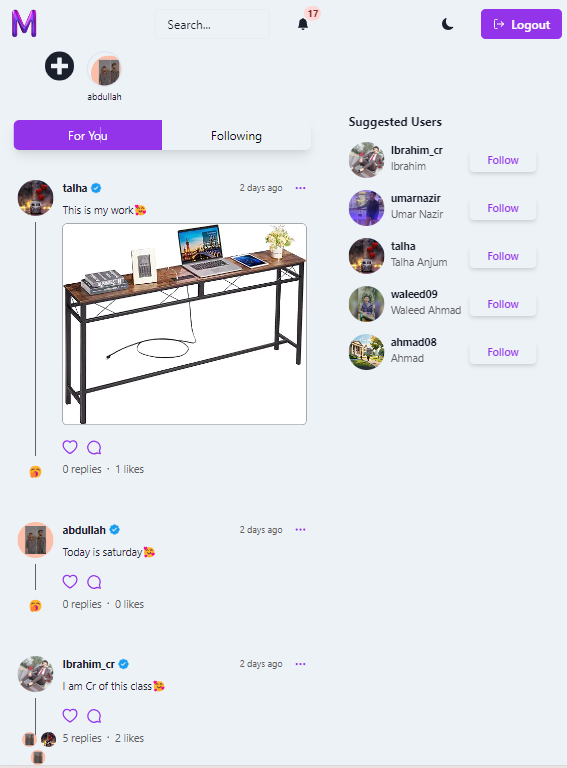 M
Search...
17
Logout
abdullah
For You
Following
talha
2 days ago
This is my work🥰
0 replies · 1 likes
abdullah
2 days ago
Today is saturday🥰
0 replies · 0 likes
Ibrahim_cr
2 days ago
I am Cr of this class🥰
5 replies · 2 likes
Suggested Users
Ibrahim_cr
Ibrahim
Follow
umarnazir
Umar Nazir
Follow
talha
Talha Anjum
Follow
waleed09
Waleed Ahmad
Follow
ahmad08
Ahmad
Follow